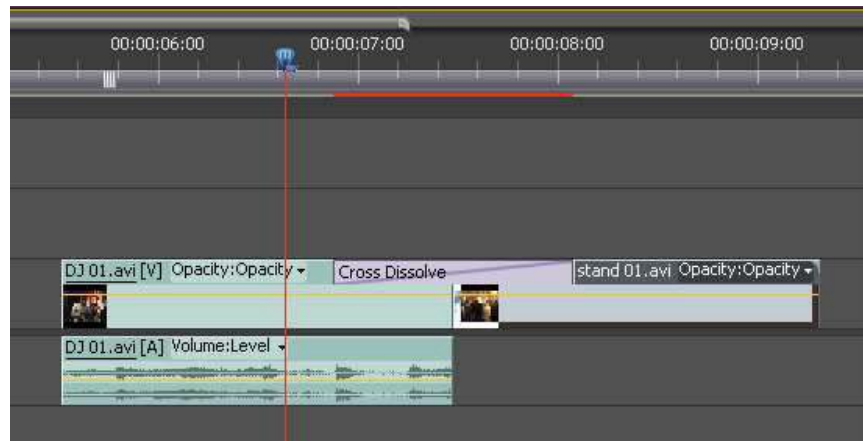 00:00:06:00 00:00:07:00 00:00:08:00 00:00:09:00
DJ 01.avi [V] Opacity:Opacity Cross Dissolve stand 01.avi Opacity:Opacity
DJ 01.avi [A] Volume:Level